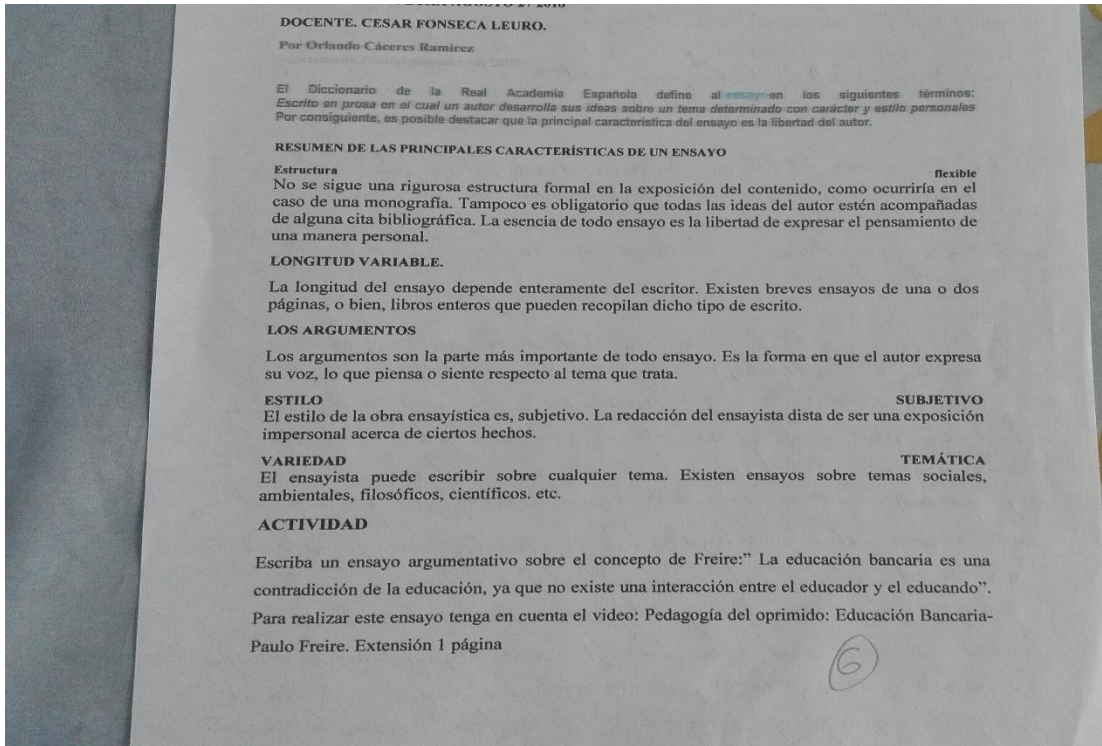 DOCENTE. CESAR FONSECA LEURO.
Por Orlando Cáceres Ramírez
El Diccionario de la Real Academia Española define al ensayo en los siguientes términos:
Escrito en prosa en el cual un autor desarrolla sus ideas sobre un tema determinado con carácter y estilo personales
Por consiguiente, es posible destacar que la principal característica del ensayo es la libertad del autor.
RESUMEN DE LAS PRINCIPALES CARACTERÍSTICAS DE UN ENSAYO
Estructura flexible
No se sigue una rigurosa estructura formal en la exposición del contenido, como ocurriría en el
caso de una monografía. Tampoco es obligatorio que todas las ideas del autor estén acompañadas
de alguna cita bibliográfica. La esencia de todo ensayo es la libertad de expresar el pensamiento de
una manera personal.
LONGITUD VARIABLE.
La longitud del ensayo depende enteramente del escritor. Existen breves ensayos de una o dos
páginas, o bien, libros enteros que pueden recopilan dicho tipo de escrito.
LOS ARGUMENTOS
Los argumentos son la parte más importante de todo ensayo. Es la forma en que el autor expresa
su voz, lo que piensa o siente respecto al tema que trata.
ESTILO SUBJETIVO
El estilo de la obra ensayística es, subjetivo. La redacción del ensayista dista de ser una exposición
impersonal acerca de ciertos hechos.
VARIEDAD TEMÁTICA
El ensayista puede escribir sobre cualquier tema. Existen ensayos sobre temas sociales,
ambientales, filosóficos, científicos. etc.
ACTIVIDAD
Escriba un ensayo argumentativo sobre el concepto de Freire:” La educación bancaria es una
contradicción de la educación, ya que no existe una interacción entre el educador y el educando”.
Para realizar este ensayo tenga en cuenta el video: Pedagogía del oprimido: Educación Bancaria-
Paulo Freire. Extensión 1 página
6